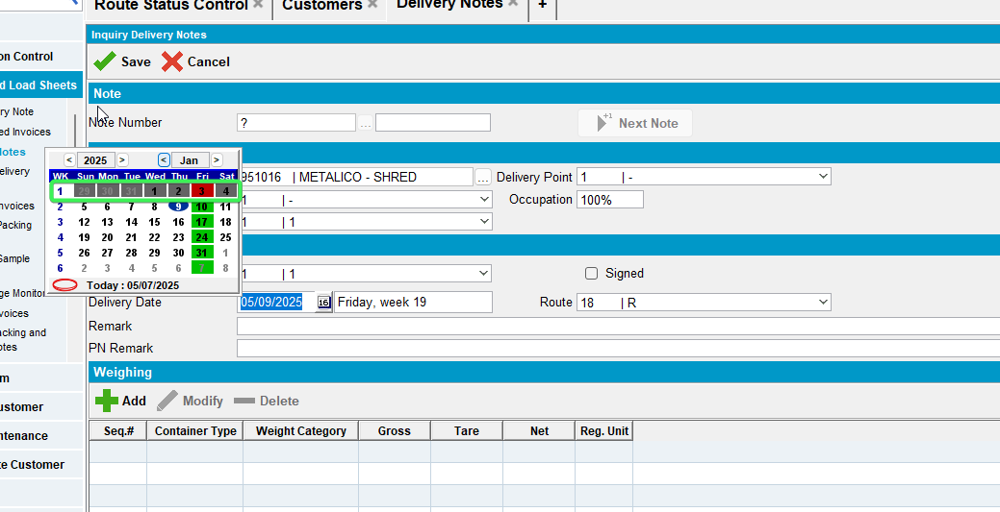 Route Status Control × Customers × Delivery Notes × +
Inquiry Delivery Notes
Save Cancel
on Control
Note
d Load Sheets
ry Note
Note Number ? ... +1 Next Note
ed Invoices
otes
< 2025 > < Jan >
elivery
951016 | METALICO - SHRED ... Delivery Point 1 | -
WK Sun Mon Tue Wed Thu Fri Sat
1 29 30 31 1 2 3 4
nvoices
1 | - Occupation 100%
2 5 6 7 8 9 10 11
acking
1 | 1
3 12 13 14 15 16 17 18
4 19 20 21 22 23 24 25
5 26 27 28 29 30 31 1
Sample
6 2 3 4 5 6 7 8
1 | 1 Signed
Today : 05/07/2025
ge Monitor
Delivery Date 05/09/2025 16 Friday, week 19 Route 18 | R
voices
Remark
acking and
otes
PN Remark
Weighing
m
Add Modify Delete
ustomer
Seq.# Container Type Weight Category Gross Tare Net Reg. Unit
ntenance
te Customer